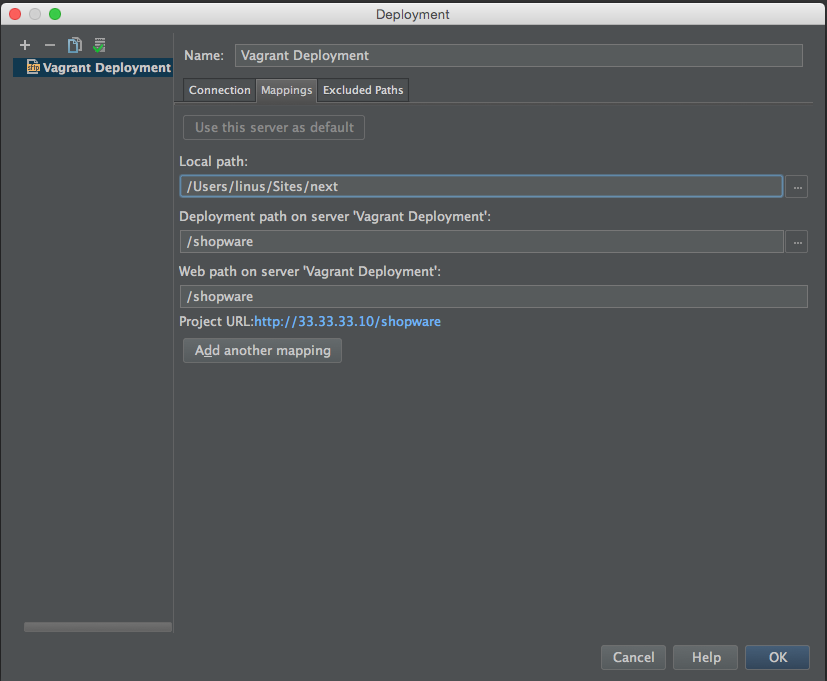 Deployment
Vagrant Deployment
Name: Vagrant Deployment
Connection Mappings Excluded Paths
Use this server as default
Local path:
/Users/linus/Sites/next ...
Deployment path on server 'Vagrant Deployment':
/shopware ...
Web path on server 'Vagrant Deployment':
/shopware
Project URL:http://33.33.33.10/shopware
Add another mapping
Cancel Help OK